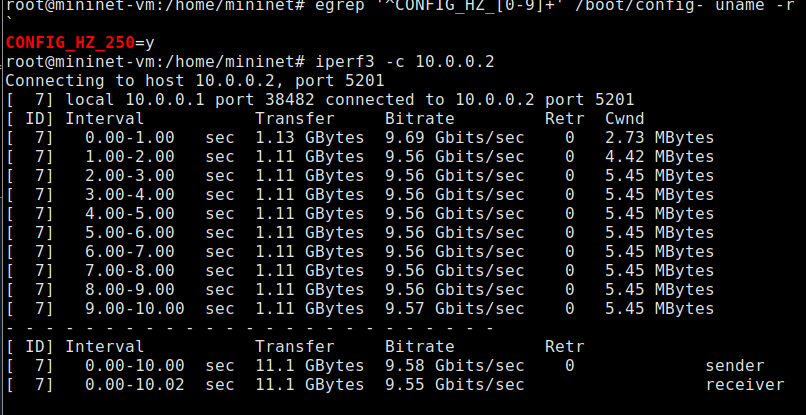 root@mininet-vm:/home/mininet# egrep '^CONFIG_HZ_[0-9]+' /boot/config- uname -r
`
CONFIG_HZ_250=y
root@mininet-vm:/home/mininet# iperf3 -c 10.0.0.2
Connecting to host 10.0.0.2, port 5201
[  7] local 10.0.0.1 port 38482 connected to 10.0.0.2 port 5201
[ ID] Interval           Transfer     Bitrate         Retr  Cwnd
[  7]   0.00-1.00   sec  1.13 GBytes  9.69 Gbits/sec    0   2.73 MBytes
[  7]   1.00-2.00   sec  1.11 GBytes  9.56 Gbits/sec    0   4.42 MBytes
[  7]   2.00-3.00   sec  1.11 GBytes  9.56 Gbits/sec    0   5.45 MBytes
[  7]   3.00-4.00   sec  1.11 GBytes  9.56 Gbits/sec    0   5.45 MBytes
[  7]   4.00-5.00   sec  1.11 GBytes  9.56 Gbits/sec    0   5.45 MBytes
[  7]   5.00-6.00   sec  1.11 GBytes  9.56 Gbits/sec    0   5.45 MBytes
[  7]   6.00-7.00   sec  1.11 GBytes  9.56 Gbits/sec    0   5.45 MBytes
[  7]   7.00-8.00   sec  1.11 GBytes  9.56 Gbits/sec    0   5.45 MBytes
[  7]   8.00-9.00   sec  1.11 GBytes  9.56 Gbits/sec    0   5.45 MBytes
[  7]   9.00-10.00  sec  1.11 GBytes  9.57 Gbits/sec    0   5.45 MBytes
- - - - - - - - - - - - - - - - - - - - - - - - -
[ ID] Interval           Transfer     Bitrate         Retr
[  7]   0.00-10.00  sec  11.1 GBytes  9.58 Gbits/sec    0             sender
[  7]   0.00-10.02  sec  11.1 GBytes  9.55 Gbits/sec                  receiver